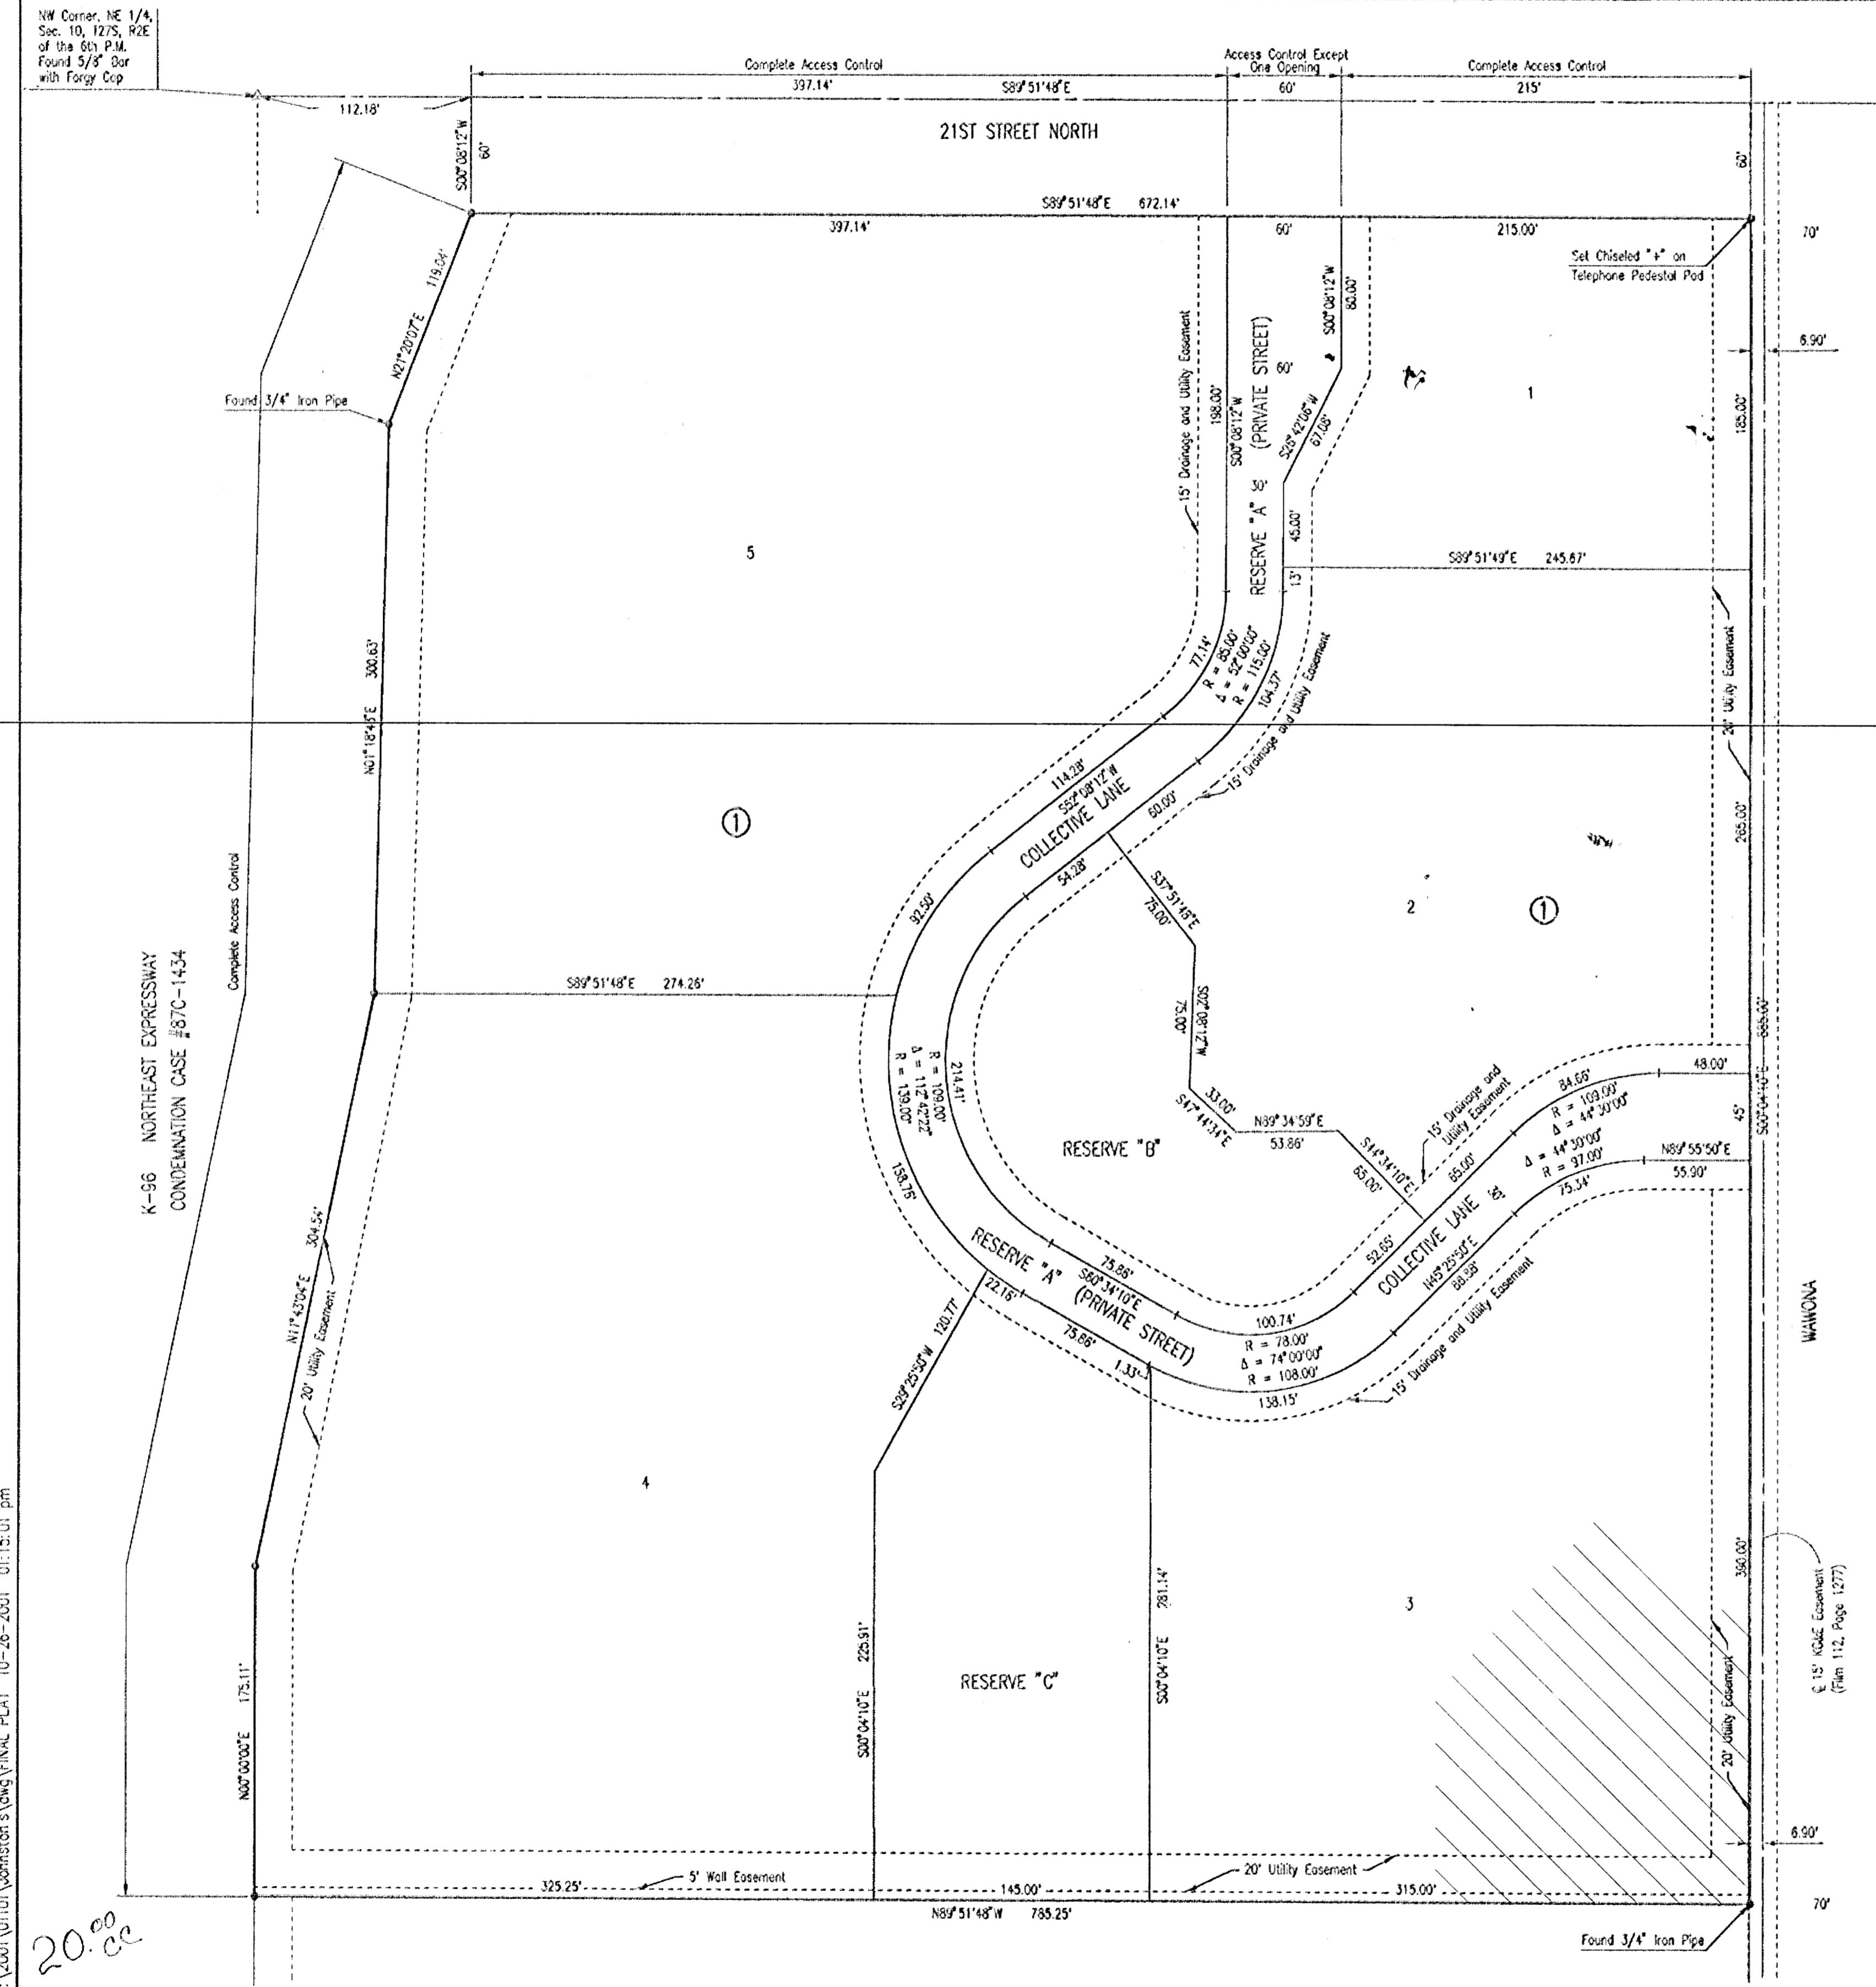 NW Corner, NE 1/4,
Sec. 10, T27S, R2E
of the 6th P.M.
Found 5/8" Bar
with Forgy Cap
112.18'
Complete Access Control
397.14'
S89°51'48"E
Access Control Except
One Opening
60'
Complete Access Control
215'
21ST STREET NORTH
S00°08'12"W
60'
60'
S89°51'48"E 672.14'
397.14'
60'
215.00'
70'
Set Chiseled "+" on
Telephone Pedestal Pad
6.90'
N21°20'07"E 119.04'
Found 3/4" Iron Pipe
15' Drainage and Utility Easement
198.00'
S00°08'12"W
RESERVE "A"
(PRIVATE STREET)
60'
30'
S00°08'12"W
80.00'
S26°42'06"W
67.08'
45.00'
13'
1
185.00'
S89°51'49"E 245.67'
5
N01°18'45"E 300.63'
77.14'
R = 85.00'
Δ = 52°00'00"
R = 115.00'
104.37'
15' Drainage and Utility Easement
20' Utility Easement
114.28'
S52°08'12"W
COLLECTIVE LANE
60.00'
54.28'
1
265.00'
Complete Access Control
K-96 NORTHEAST EXPRESSWAY
CONDEMNATION CASE #87C-1434
92.50'
S37°51'48"E
75.00'
2
1
S89°51'48"E 274.26'
S02°08'12"W
75.00'
214.41'
R = 109.00'
Δ = 112°42'22"
R = 139.00'
33.00'
S47°44'34"E
N89°34'59"E
53.86'
S44°34'10"E
65.00'
15' Drainage and
Utility Easement
84.66'
R = 109.00'
Δ = 44°30'00"
48.00'
45'
S00°04'10"E 885.00'
Δ = 44°30'00"
R = 97.00'
75.34'
N89°55'50"E
55.90'
RESERVE "B"
65.00'
158.75'
N11°43'04"E 304.54'
20' Utility Easement
RESERVE "A"
(PRIVATE STREET)
75.86'
S60°34'10"E
22.16'
75.86'
1.33'
52.65'
COLLECTIVE LANE
N45°25'50"E
88.88'
100.74'
R = 78.00'
Δ = 74°00'00"
R = 108.00'
138.15'
15' Drainage and Utility Easement
S29°25'50"W 120.77'
WAWONA
4
3
390.00'
S00°04'10"E 225.91'
S00°04'10"E 281.14'
RESERVE "C"
20' Utility Easement
℄ 15' KG&E Easement
(Film 112, Page 1277)
N00°00'00"E 175.11'
6.90'
325.25'
5' Wall Easement
145.00'
20' Utility Easement
315.00'
N89°51'48"W 785.25'
70'
Found 3/4" Iron Pipe
20.00
cc
FINAL PLAT 10-26-2001 01:15:01 pm